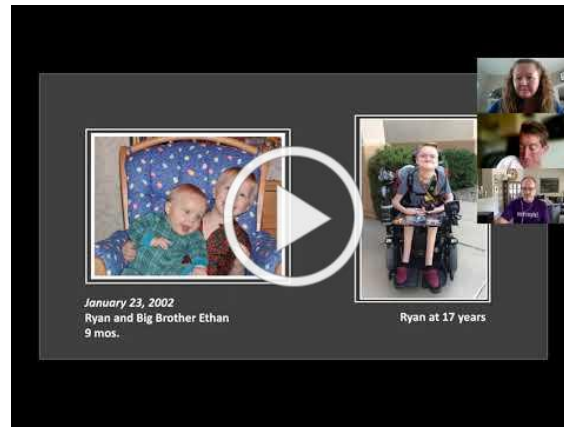 January 23, 2002
Ryan and Big Brother Ethan
9 mos.
Ryan at 17 years